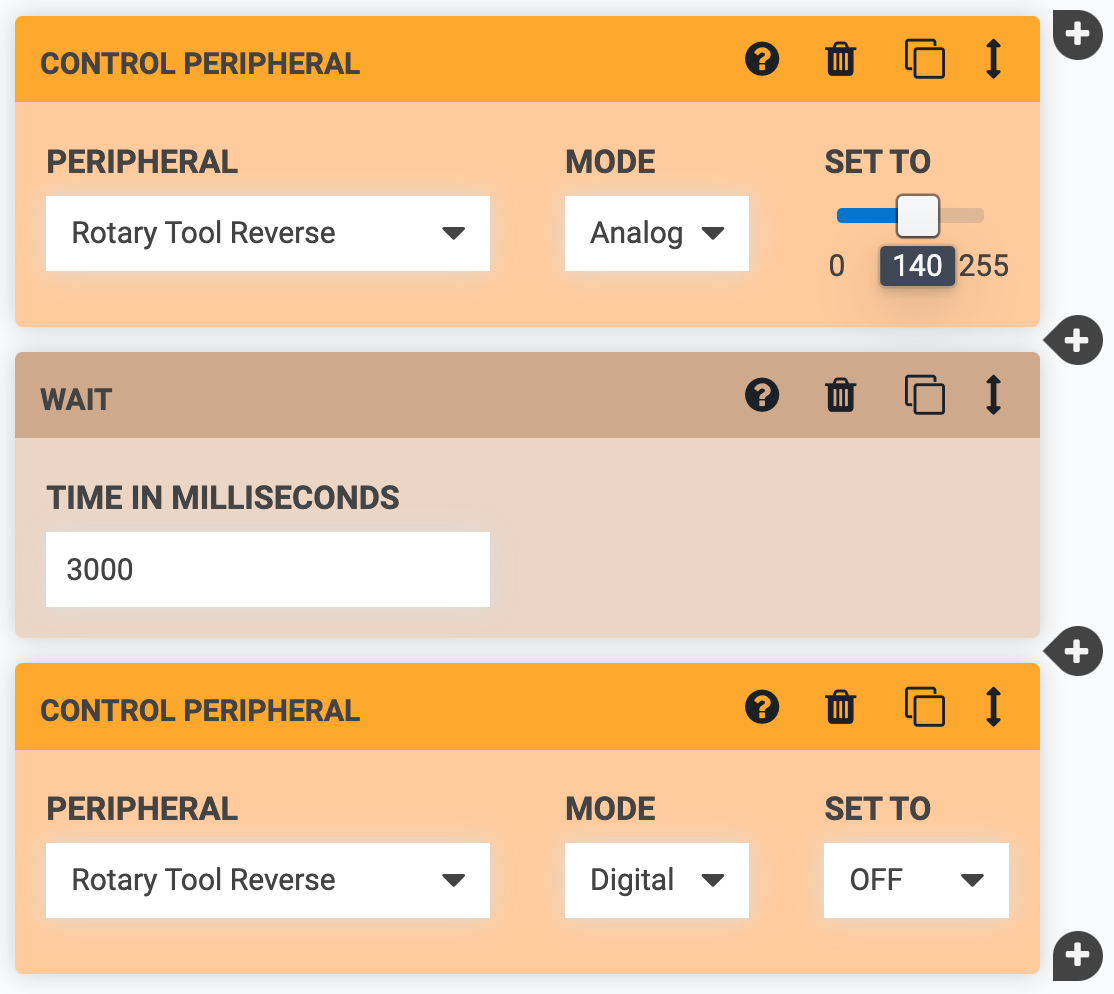 CONTROL PERIPHERAL
PERIPHERAL MODE SET TO
Rotary Tool Reverse Analog
0 140 255
WAIT
TIME IN MILLISECONDS
3000
CONTROL PERIPHERAL
PERIPHERAL MODE SET TO
Rotary Tool Reverse Digital OFF